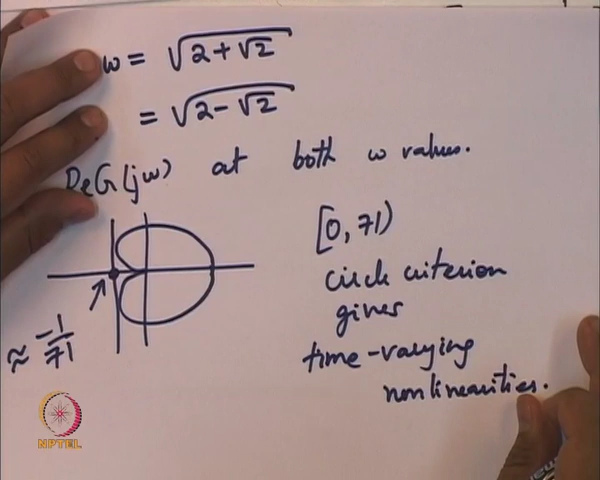 ω = √(2+√2)
= √(2-√2)
ReG(jω) at both ω values.
[0, 71)
circle criterion
gives
≈ -1/71
time-varying
nonlinearities.
NPTEL